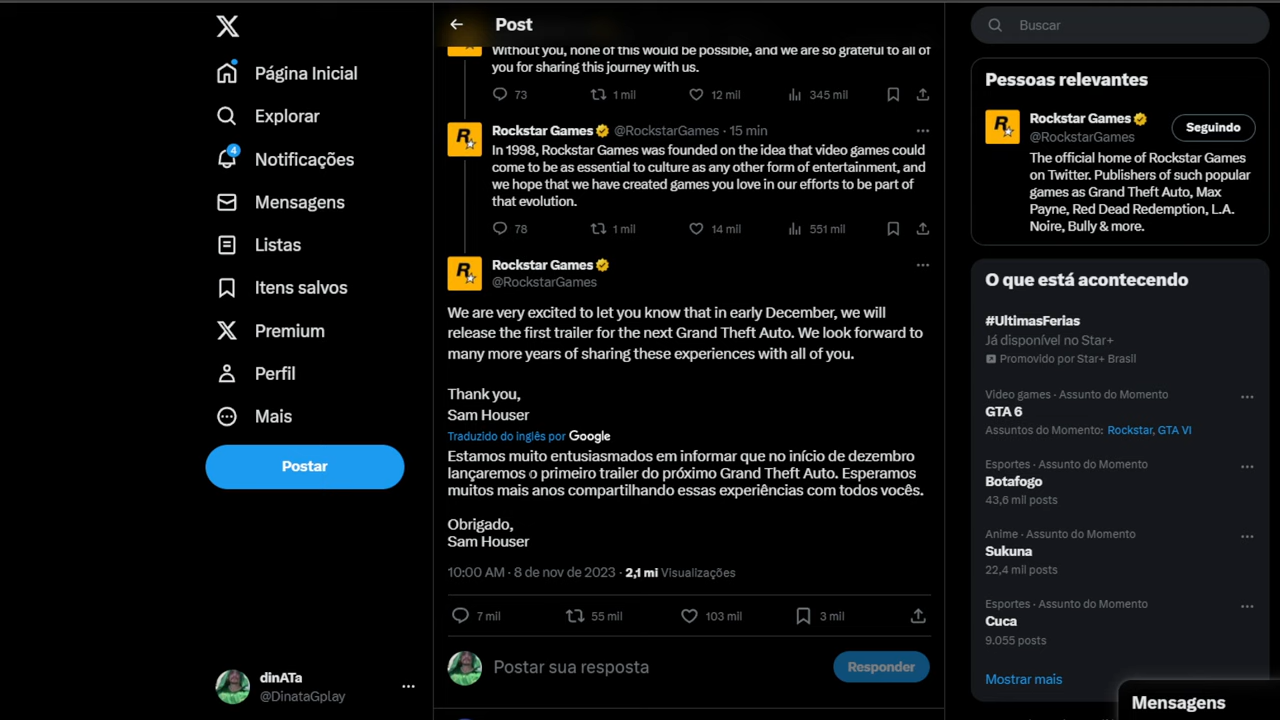 Página Inicial
Explorar
4
Notificações
Mensagens
Listas
Itens salvos
Premium
Perfil
Mais
Postar
dinATa
@DinataGplay
Post
Without you, none of this would be possible, and we are so grateful to all of
you for sharing this journey with us.
73 1 mil 12 mil 345 mil
Rockstar Games @RockstarGames · 15 min
In 1998, Rockstar Games was founded on the idea that video games could
come to be as essential to culture as any other form of entertainment, and
we hope that we have created games you love in our efforts to be part of
that evolution.
78 1 mil 14 mil 551 mil
Rockstar Games
@RockstarGames
We are very excited to let you know that in early December, we will
release the first trailer for the next Grand Theft Auto. We look forward to
many more years of sharing these experiences with all of you.
Thank you,
Sam Houser
Traduzido do inglês por Google
Estamos muito entusiasmados em informar que no início de dezembro
lançaremos o primeiro trailer do próximo Grand Theft Auto. Esperamos
muitos mais anos compartilhando essas experiências com todos vocês.
Obrigado,
Sam Houser
10:00 AM · 8 de nov de 2023 · 2,1 mi Visualizações
7 mil 55 mil 103 mil 3 mil
Postar sua resposta
Responder
Buscar
Pessoas relevantes
Rockstar Games
@RockstarGames
Seguindo
The official home of Rockstar Games
on Twitter. Publishers of such popular
games as Grand Theft Auto, Max
Payne, Red Dead Redemption, L.A.
Noire, Bully & more.
O que está acontecendo
#UltimasFerias
Já disponível no Star+
Promovido por Star+ Brasil
Video games · Assunto do Momento
GTA 6
Assuntos do Momento: Rockstar, GTA VI
Esportes · Assunto do Momento
Botafogo
43,6 mil posts
Anime · Assunto do Momento
Sukuna
22,4 mil posts
Esportes · Assunto do Momento
Cuca
9.055 posts
Mostrar mais
Mensagens